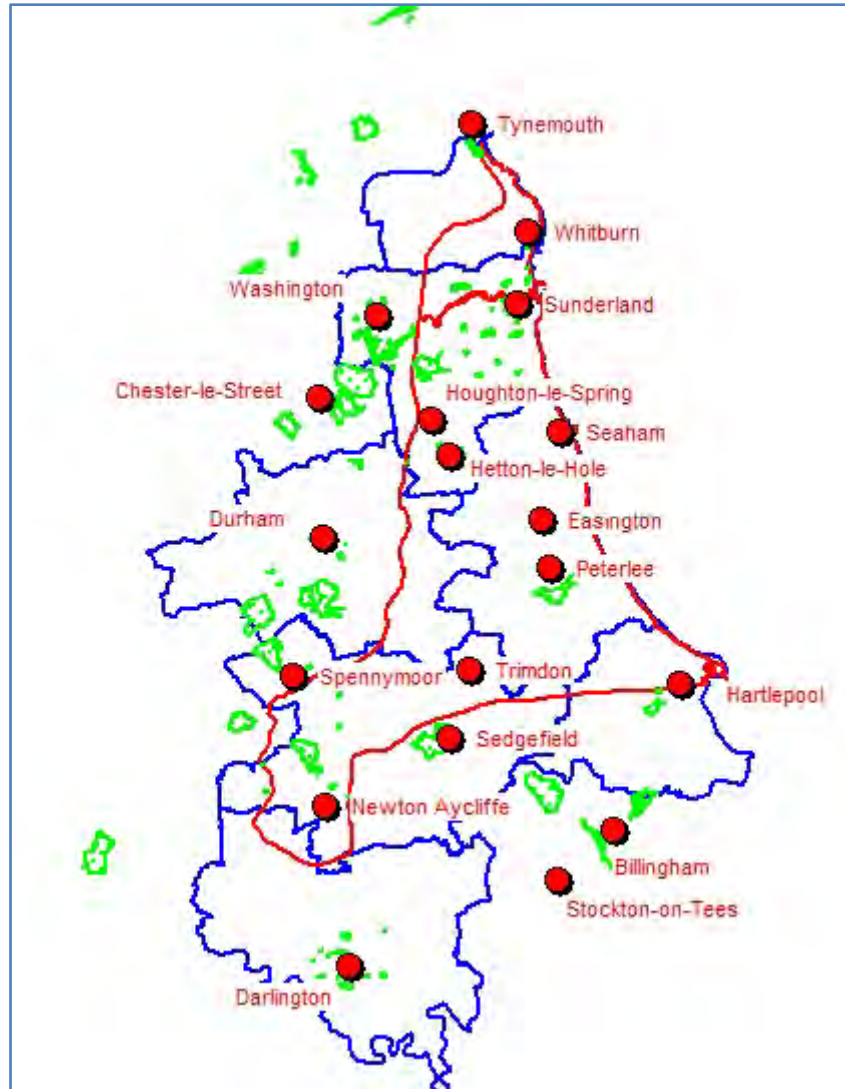 Tynemouth
Whitburn
Washington
Sunderland
Chester-le-Street
Houghton-le-Spring
Seaham
Hetton-le-Hole
Durham
Easington
Peterlee
Spennymoor
Trimdon
Hartlepool
Sedgefield
Newton Aycliffe
Billingham
Stockton-on-Tees
Darlington